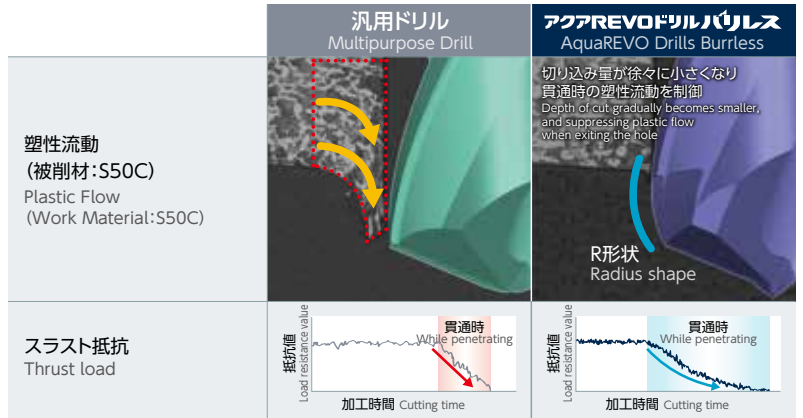 汎用ドリル
Multipurpose Drill
アクアREVOドリルバリレス
AquaREVO Drills Burrless
塑性流動
(被削材:S50C)
Plastic Flow
(Work Material:S50C)
切り込み量が徐々に小さくなり
貫通時の塑性流動を制御
Depth of cut gradually becomes smaller,
and suppressing plastic flow
when exiting the hole
R形状
Radius shape
スラスト抵抗
Thrust load
抵抗値
Load resistance value
貫通時
While penetrating
加工時間 Cutting time
抵抗値
Load resistance value
貫通時
While penetrating
加工時間 Cutting time